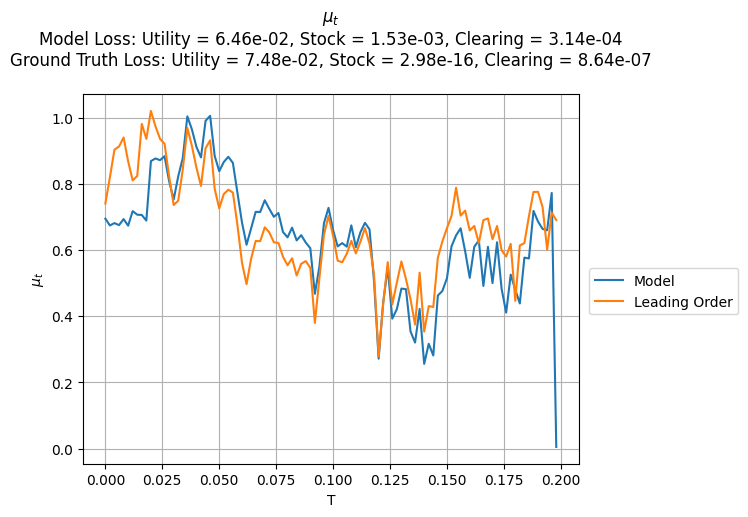 μ_t
Model Loss: Utility = 6.46e-02, Stock = 1.53e-03, Clearing = 3.14e-04
Ground Truth Loss: Utility = 7.48e-02, Stock = 2.98e-16, Clearing = 8.64e-07
1.0
0.8
0.6
0.4
0.2
0.0
μ_t
0.000 0.025 0.050 0.075 0.100 0.125 0.150 0.175 0.200
T
Model
Leading Order